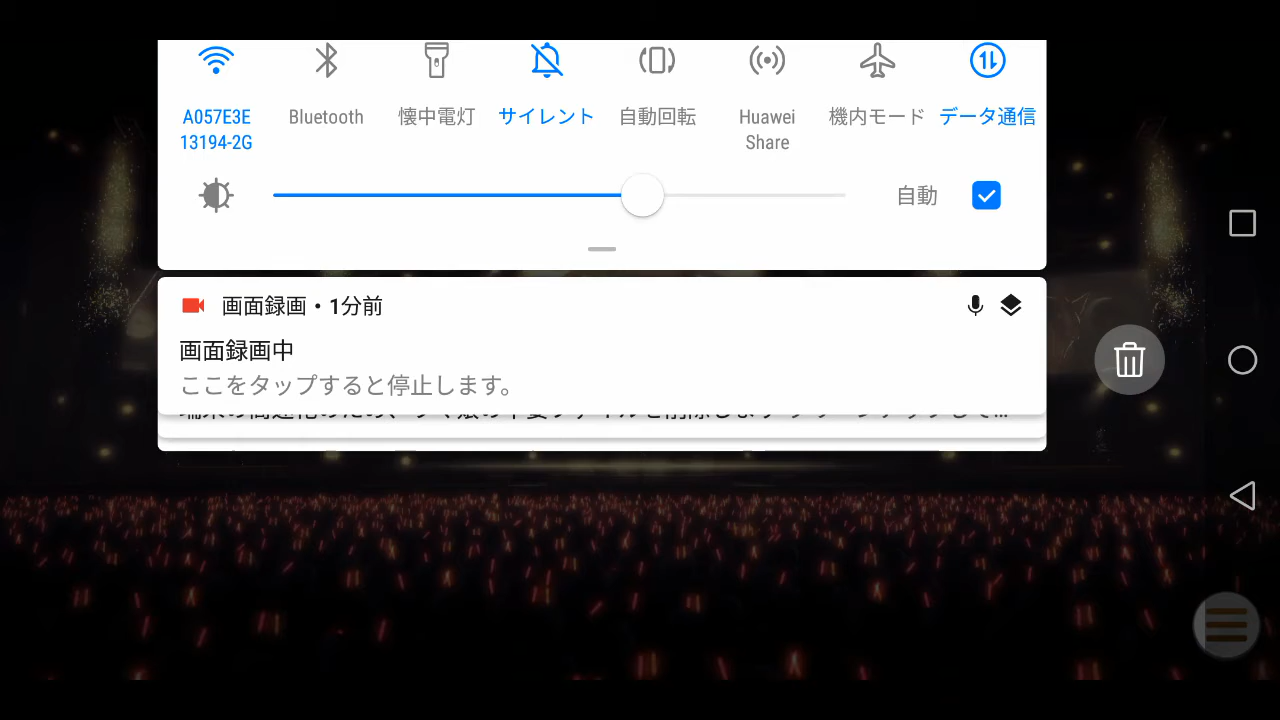 A057E3E
13194-2G
Bluetooth
懐中電灯
サイレント
自動回転
Huawei
Share
機内モード
データ通信
自動
画面録画・1分前
画面録画中
ここをタップすると停止します。